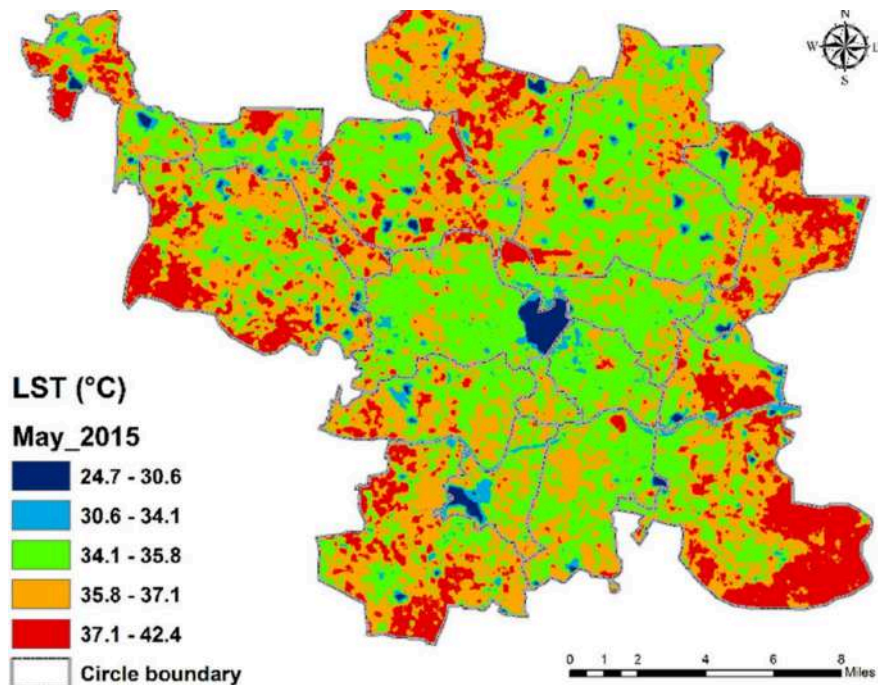 N
W
S
LST (°C)
May_2015
24.7 - 30.6
30.6 - 34.1
34.1 - 35.8
35.8 - 37.1
37.1 - 42.4
Circle boundary
0 1 2 4 6 8
Miles